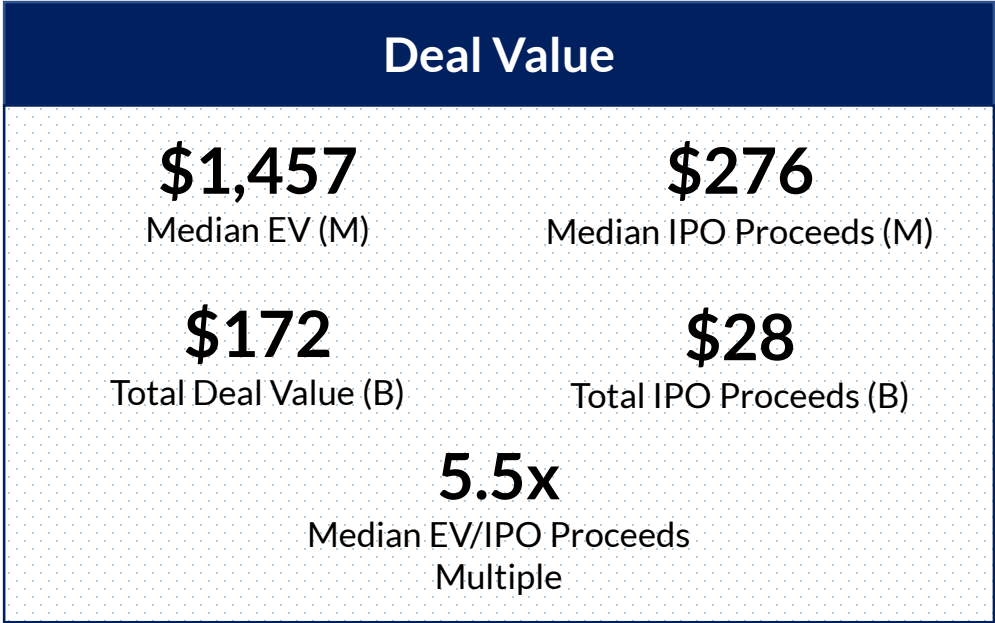 Deal Value
$1,457
Median EV (M)
$276
Median IPO Proceeds (M)
$172
Total Deal Value (B)
$28
Total IPO Proceeds (B)
5.5x
Median EV/IPO Proceeds
Multiple